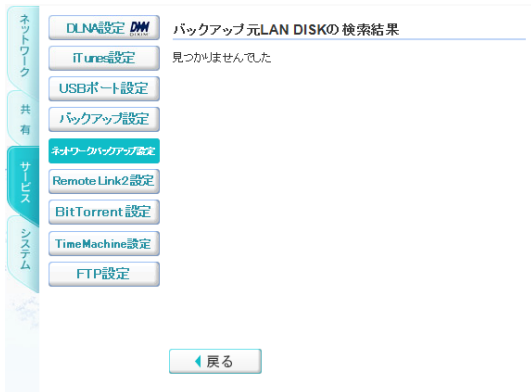 ネットワーク
共有
サービス
システム
DLNA設定
iTunes設定
USBポート設定
バックアップ設定
ネットワークバックアップ設定
RemoteLink2設定
BitTorrent設定
TimeMachine設定
FTP設定
バックアップ元LAN DISKの検索結果
見つかりませんでした
戻る